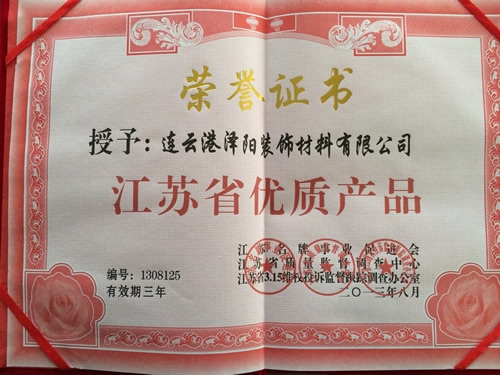 荣誉证书
授予：连云港泽阳装饰材料有限公司
江苏省优质产品
江苏名牌事业促进会
江苏省质量监督调查中心
江苏省3.15维权投诉监督跟踪调查办公室
编号：1308125
有效期三年
二〇一三年八月